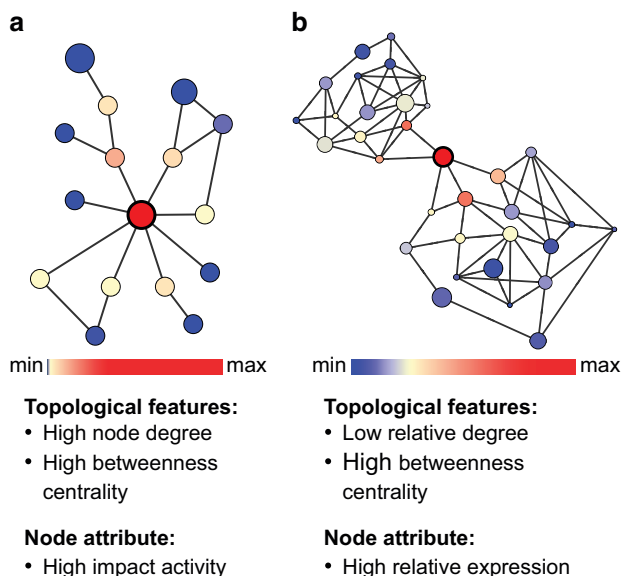 a
min max
Topological features:
• High node degree
• High betweenness
centrality
Node attribute:
• High impact activity
b
min max
Topological features:
• Low relative degree
• High betweenness
centrality
Node attribute:
• High relative expression